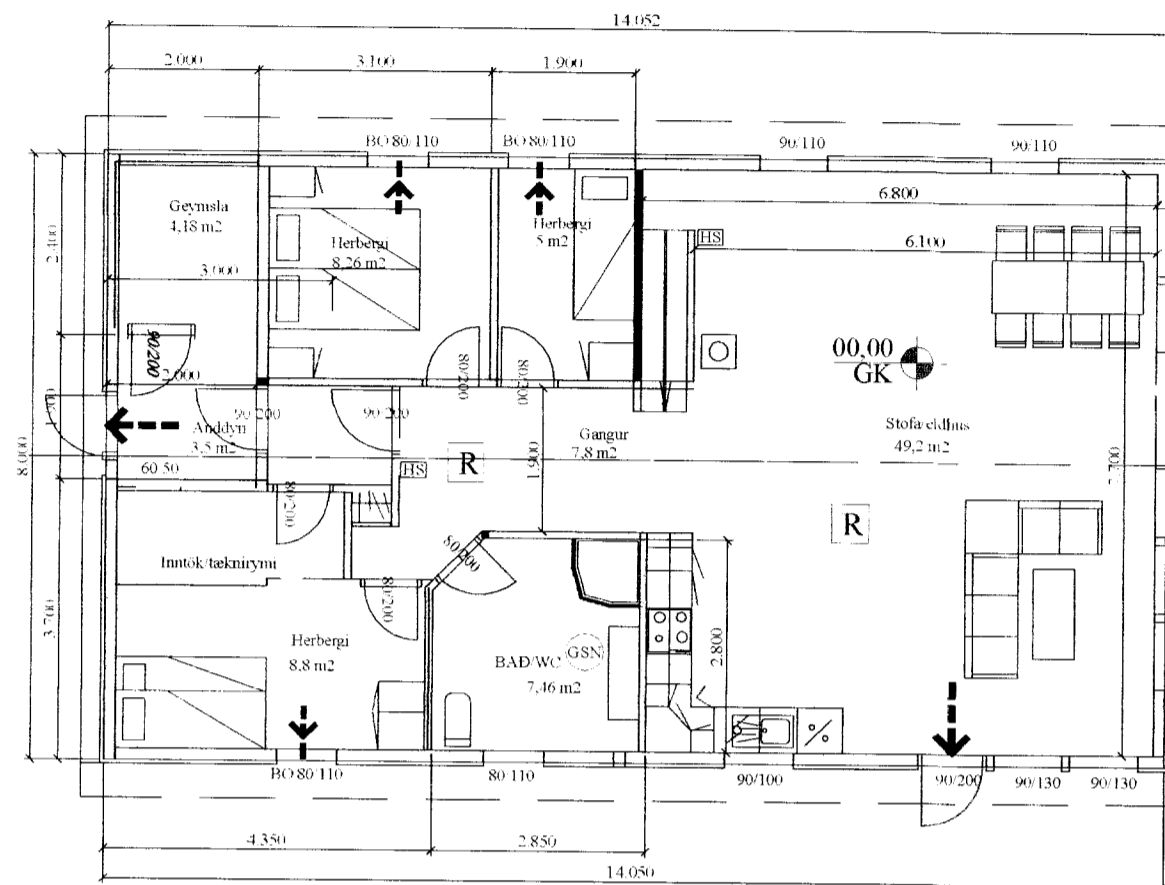 14.052
2.000
3.100
1.900
BO 80/110
BO 80/110
90/110
90/110
6.800
Geymsla
4,18 m2
Herbergi
8,26 m2
Herbergi
5 m2
HS
6.100
2.400
3.000
90/200
00,00
GK
2.000
80/200
80/200
90 200
90 200
Anddyri
3,5 m2
Gangur
7,8 m2
Stofa/eldhus
49,2 m2
8.000
60 50
HS
R
1.900
R
80/200
80/200
Inntök/tæknirymi
80/200
3.700
Herbergi
8,8 m2
BAÐ/WC
7,46 m2
GSN
2.800
BO 80/110
80/110
90/100
90/200
90/130
90/130
4.350
2.850
14.050